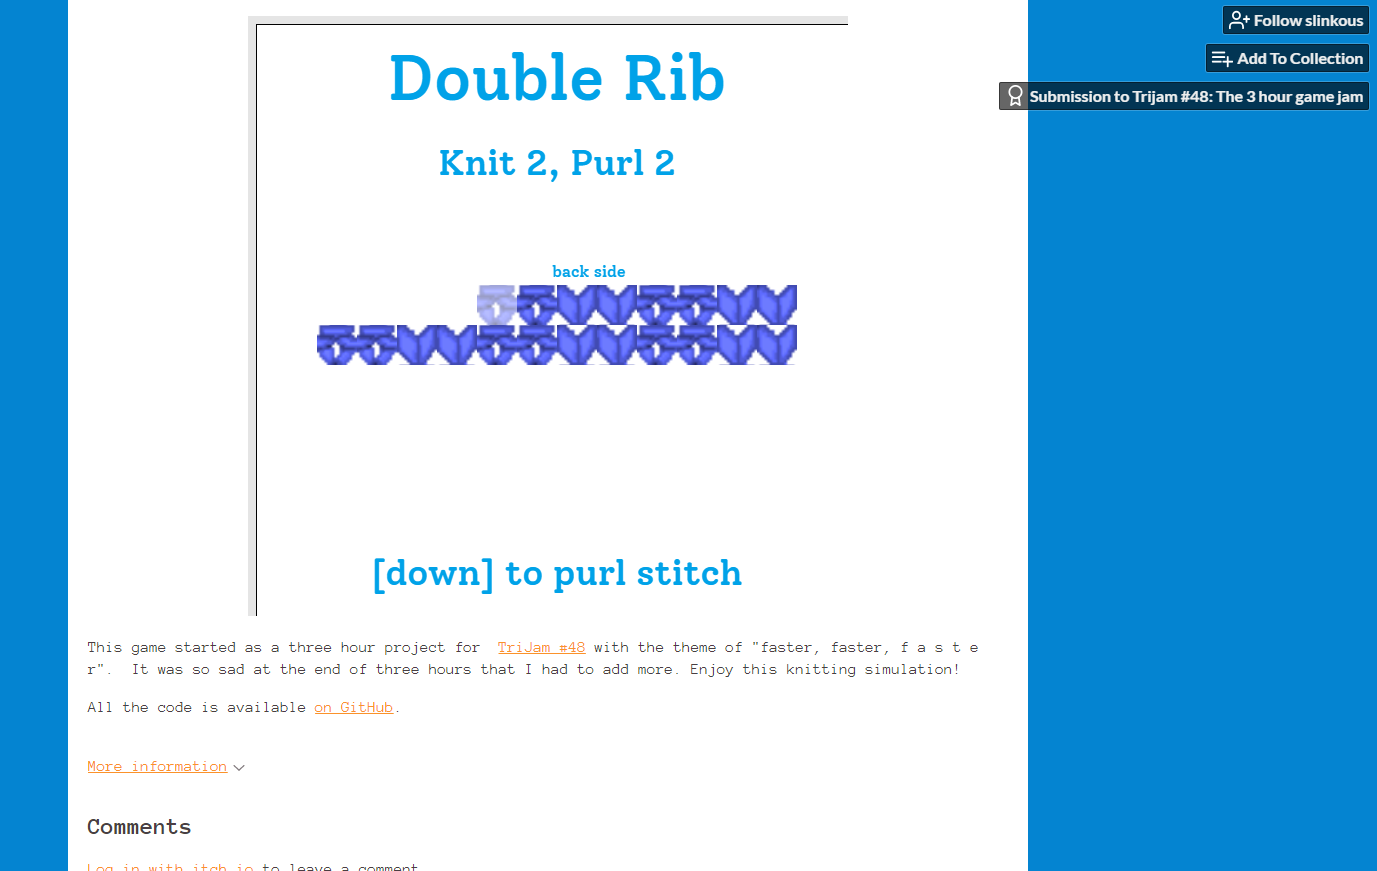 Follow slinkous
Add To Collection
Submission to Trijam #48: The 3 hour game jam
Double Rib
Knit 2, Purl 2
back side
[down] to purl stitch
This game started as a three hour project for TriJam #48 with the theme of "faster, faster, f a s t e
r". It was so sad at the end of three hours that I had to add more. Enjoy this knitting simulation!
All the code is available on GitHub.
More information
Comments
Log in with itch.io to leave a comment.